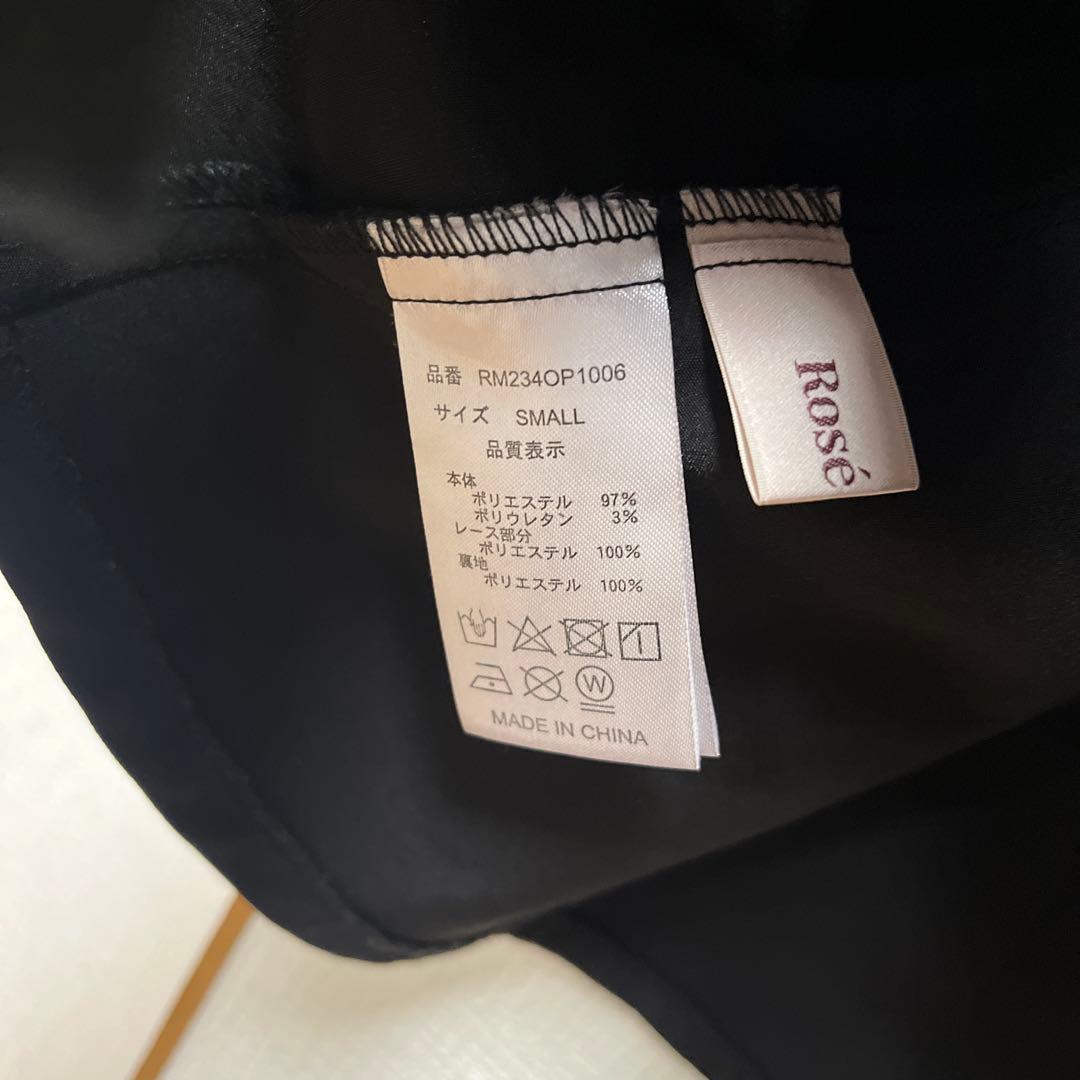 品番 RM234OP1006
サイズ SMALL
品質表示
本体
ポリエステル 97%
ポリウレタン 3%
レース部分
ポリエステル 100%
裏地
ポリエステル 100%
W
MADE IN CHINA
Rosé